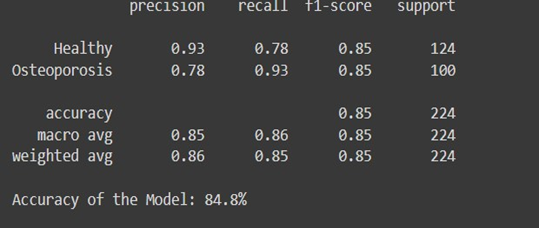 precision recall f1-score support
Healthy 0.93 0.78 0.85 124
Osteoporosis 0.78 0.93 0.85 100
accuracy 0.85 224
macro avg 0.85 0.86 0.85 224
weighted avg 0.86 0.85 0.85 224
Accuracy of the Model: 84.8%